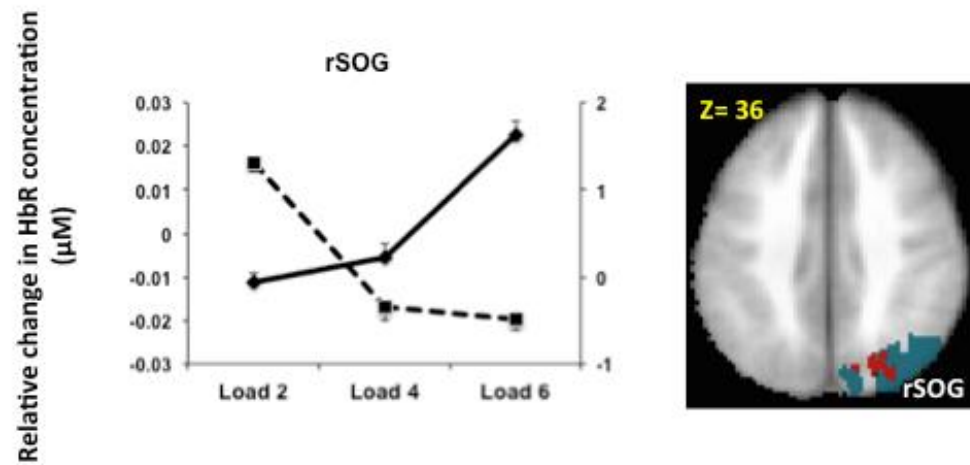 Relative change in HbR concentration
(μM)
rSOG
0.03
0.02
0.01
0
-0.01
-0.02
-0.03
2
1
0
-1
Load 2 Load 4 Load 6
Z= 36
rSOG